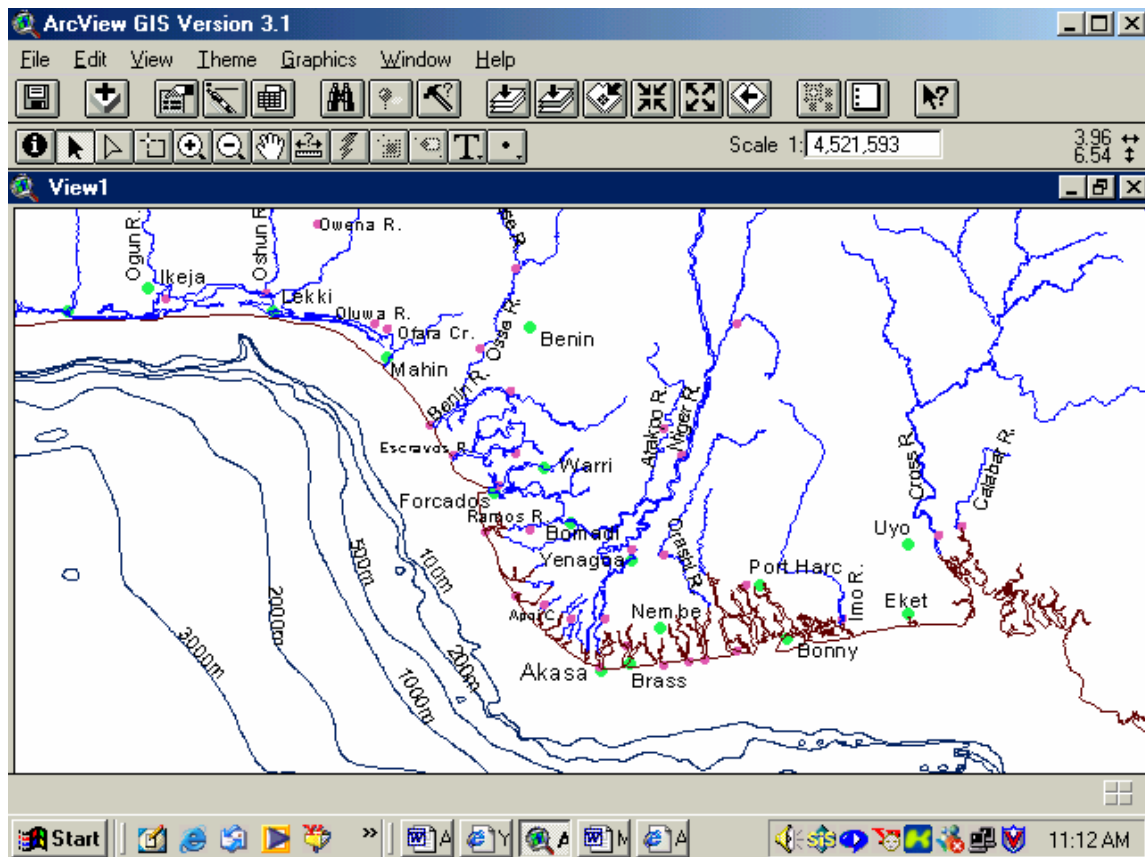 ArcView GIS Version 3.1
File Edit View Theme Graphics Window Help
Scale 1: 4,521,593
3.96
6.54
View1
Ogun R.
Oshun R
Owena R.
se R.
Ikeja
Lekki
Oluwa R.
Ofara Cr.
Osse R.
Benin
Mahin
Benin R.
Escravos R
Warri
Atakpo R.
Niger R.
Cross R.
Calabar R.
Forcados
Ramos R.
Bomadi
Yenagoa
Orashi R.
Uyo
Port Harc
Imo R.
Eket
Nembe
Bonny
Akasa
Brass
100m
200m
500m
1000m
2000m
3000m
Start
» A Y A M A
11:12 AM